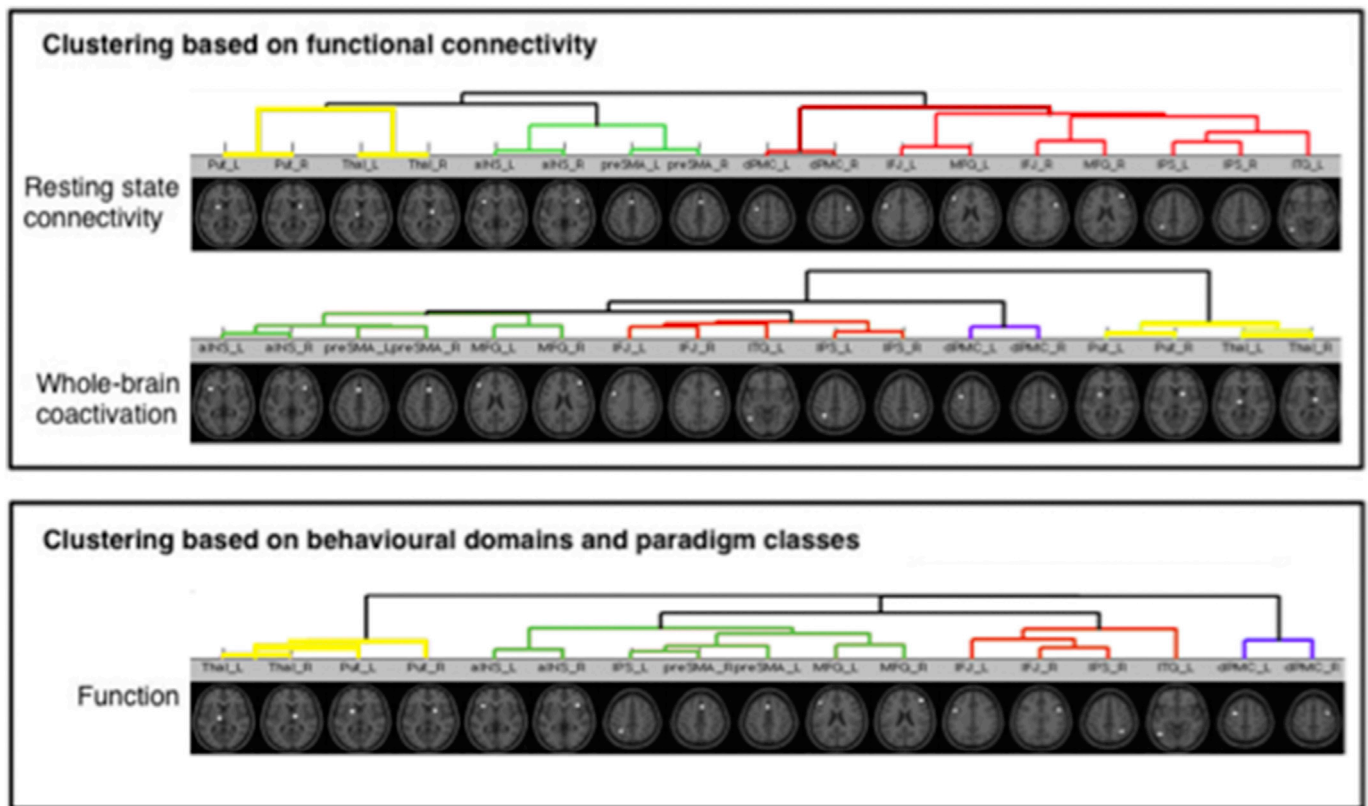 Clustering based on functional connectivity
Put_L Put_R Thal_L Thal_R aINS_L aINS_R preSMA_L preSMA_R dPMC_L dPMC_R IFJ_L MFG_L IFJ_R MFG_R IPS_L IPS_R ITG_L
Resting state
connectivity
aINS_L aINS_R preSMA_L preSMA_R MFG_L MFG_R IFJ_L IFJ_R ITG_L IPS_L IPS_R dPMC_L dPMC_R Put_L Put_R Thal_L Thal_R
Whole-brain
coactivation
Clustering based on behavioural domains and paradigm classes
Thal_L Thal_R Put_L Put_R aINS_L aINS_R IPS_L preSMA_R preSMA_L MFG_L MFG_R IFJ_L IFJ_R IPS_R ITG_L dPMC_L dPMC_R
Function